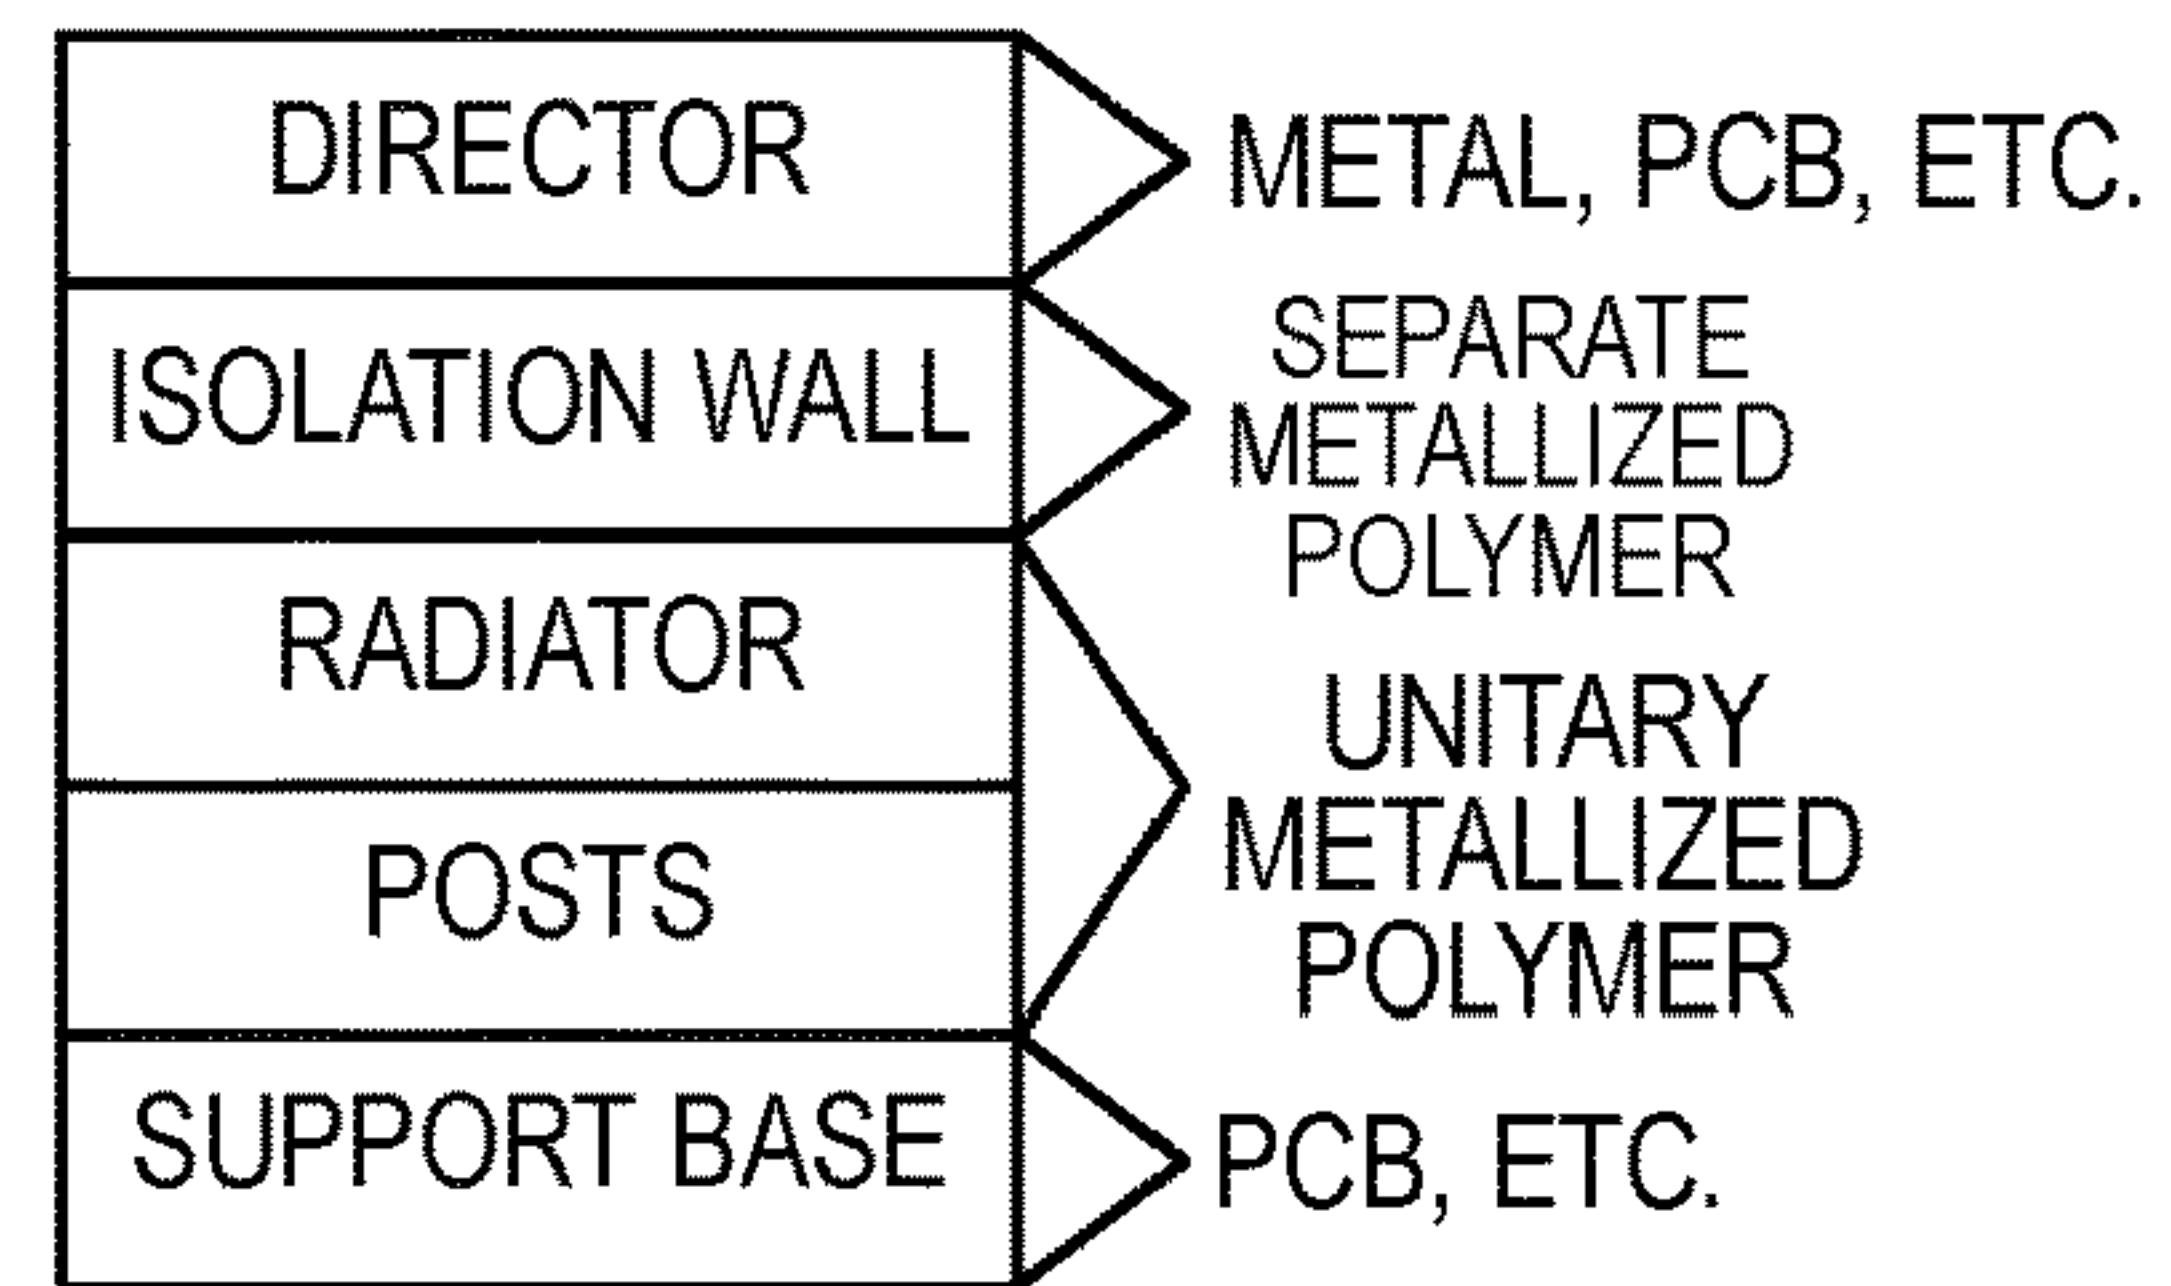 DIRECTOR
METAL, PCB, ETC.
ISOLATION WALL
SEPARATE
METALLIZED
POLYMER
RADIATOR
POSTS
UNITARY
METALLIZED
POLYMER
SUPPORT BASE
PCB, ETC.